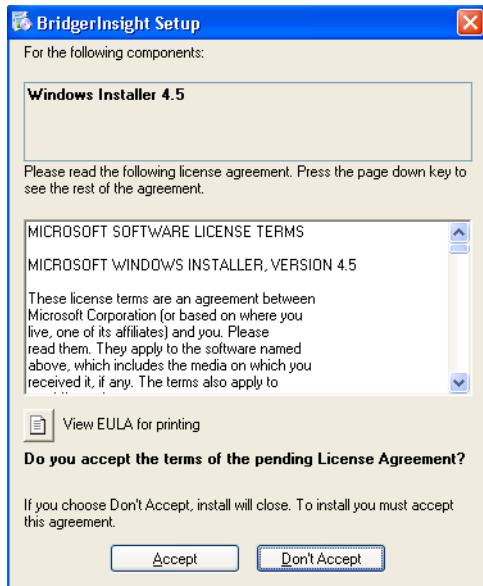 BridgerInsight Setup
For the following components:
Windows Installer 4.5
Please read the following license agreement. Press the page down key to
see the rest of the agreement.
MICROSOFT SOFTWARE LICENSE TERMS
MICROSOFT WINDOWS INSTALLER, VERSION 4.5
These license terms are an agreement between
Microsoft Corporation (or based on where you
live, one of its affiliates) and you. Please
read them. They apply to the software named
above, which includes the media on which you
received it, if any. The terms also apply to
View EULA for printing
Do you accept the terms of the pending License Agreement?
If you choose Don't Accept, install will close. To install you must accept
this agreement.
Accept
Don't Accept